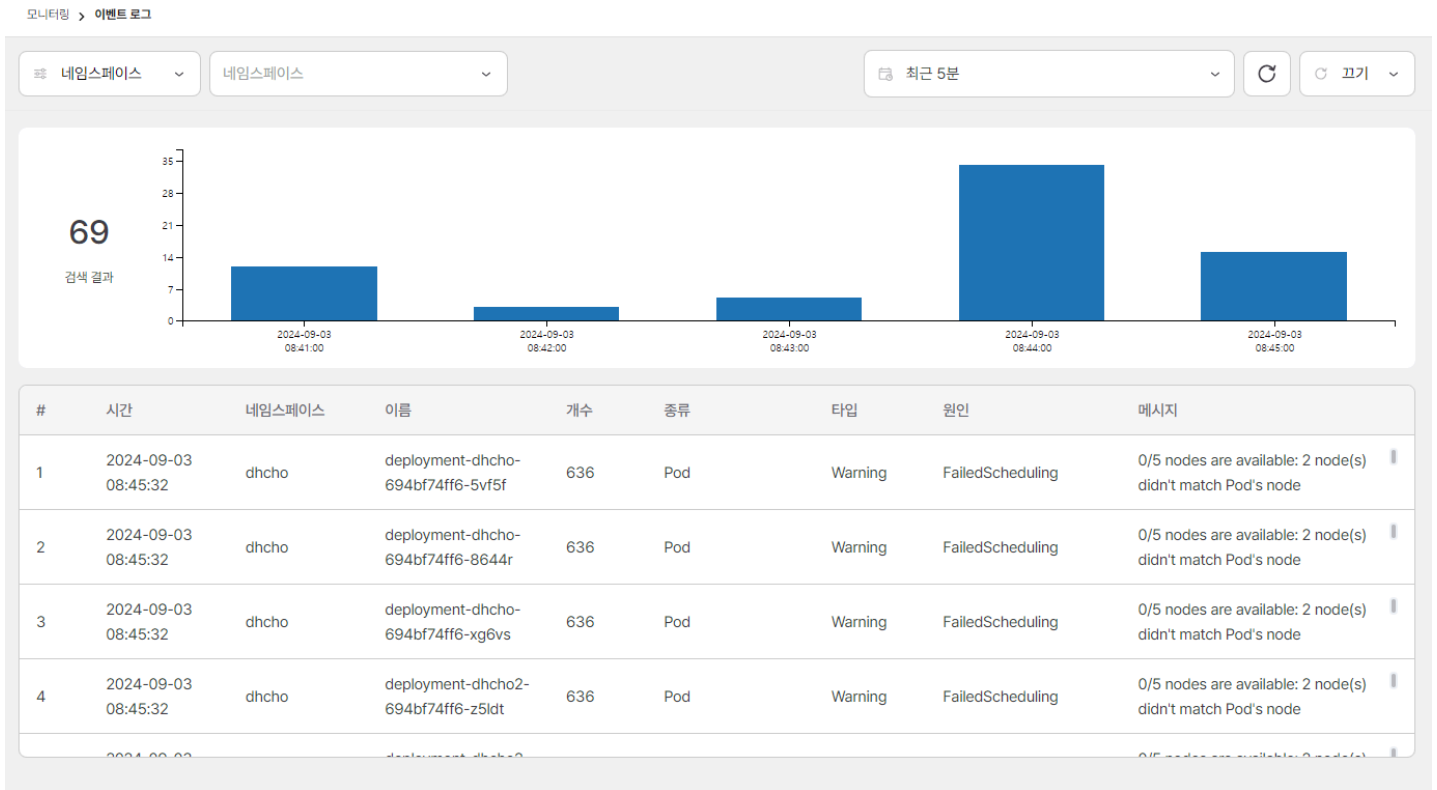 모니터링 > 이벤트 로그
네임스페이스 네임스페이스 최근 5분 끄기
69
검색 결과
35
28
21
14
7
0
2024-09-03 2024-09-03 2024-09-03 2024-09-03 2024-09-03
08:41:00 08:42:00 08:43:00 08:44:00 08:45:00
# 시간 네임스페이스 이름 개수 종류 타입 원인 메시지
1 2024-09-03 dhcho deployment-dhcho- 636 Pod Warning FailedScheduling 0/5 nodes are available: 2 node(s)
08:45:32 694bf74ff6-5vf5f didn't match Pod's node
2 2024-09-03 dhcho deployment-dhcho- 636 Pod Warning FailedScheduling 0/5 nodes are available: 2 node(s)
08:45:32 694bf74ff6-8644r didn't match Pod's node
3 2024-09-03 dhcho deployment-dhcho- 636 Pod Warning FailedScheduling 0/5 nodes are available: 2 node(s)
08:45:32 694bf74ff6-xg6vs didn't match Pod's node
4 2024-09-03 dhcho deployment-dhcho2- 636 Pod Warning FailedScheduling 0/5 nodes are available: 2 node(s)
08:45:32 694bf74ff6-z5ldt didn't match Pod's node